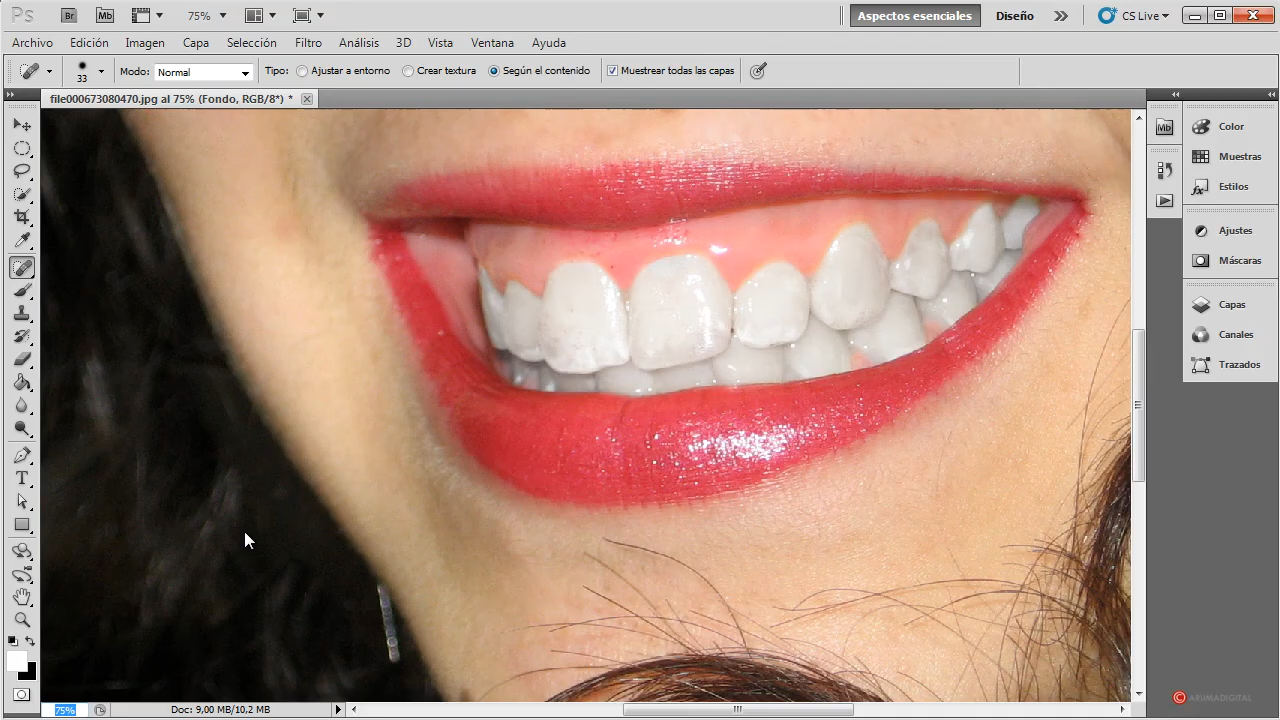 Ps Br Mb 75% Aspectos esenciales Diseño CS Live
Archivo Edición Imagen Capa Selección Filtro Análisis 3D Vista Ventana Ayuda
33 Modo: Normal Tipo: Ajustar a entorno Crear textura Según el contenido Muestrear todas las capas
file000673080470.jpg al 75% (Fondo, RGB/8*) *
Mb
Color
Muestras
Estilos
Ajustes
Máscaras
Capas
Canales
Trazados
T
© ARUMADIGITAL
75% Doc: 9,00 MB/10,2 MB